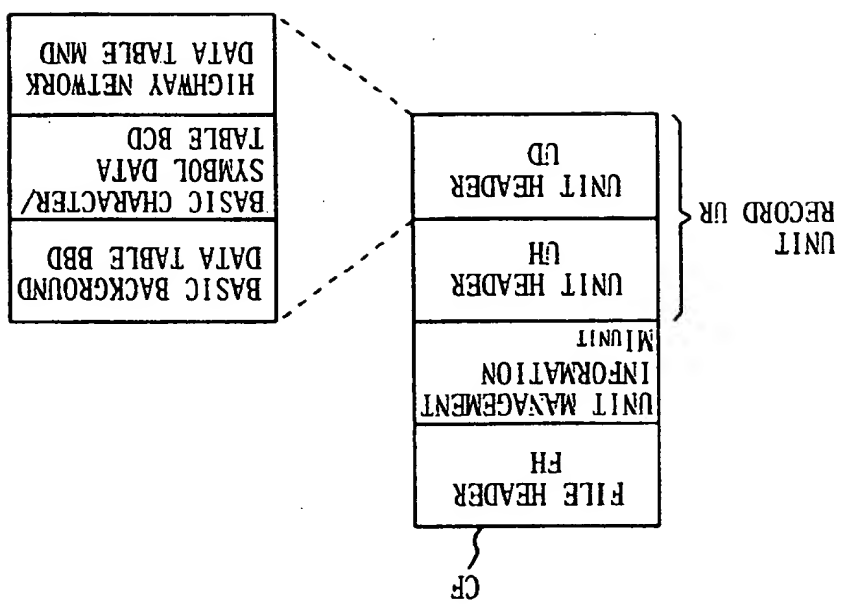 CF
FILE HEADER
FH
UNIT MANAGEMENT
INFORMATION
MIUNIT
UNIT HEADER
UH
UNIT HEADER
UD
UNIT
RECORD UR
BASIC BACKGROUND
DATA TABLE BBD
BASIC CHARACTER/
SYMBOL DATA
TABLE BCD
HIGHWAY NETWORK
DATA TABLE MND